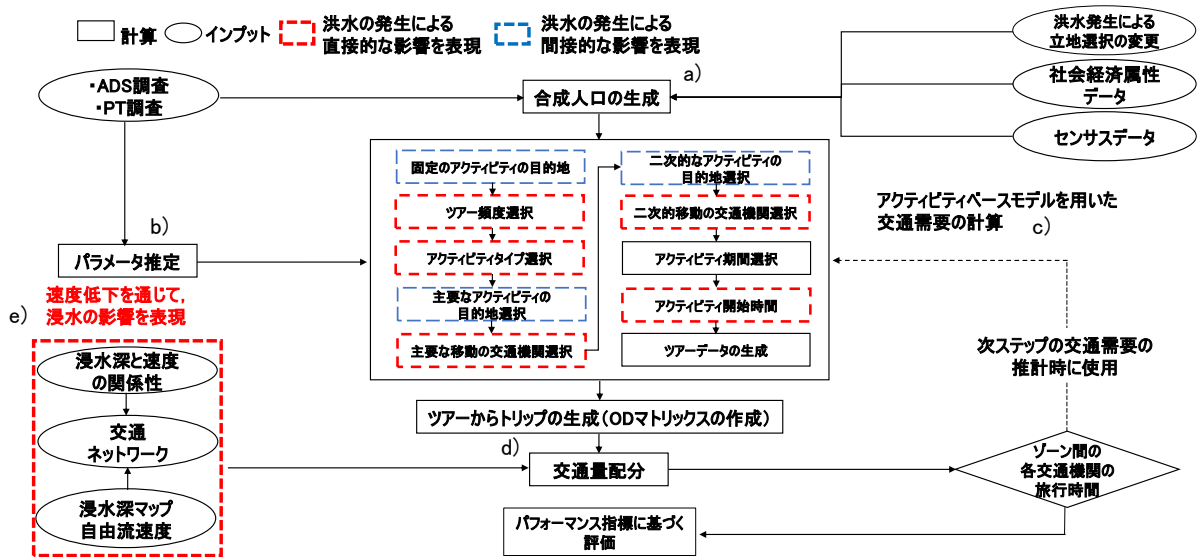 計算
インプット
洪水の発生による
直接的な影響を表現
洪水の発生による
間接的な影響を表現
洪水発生による
立地選択の変更
社会経済属性
データ
センサスデータ
・ADS調査
・PT調査
a)
合成人口の生成
固定のアクティビティの目的地
ツアー頻度選択
アクティビティタイプ選択
主要なアクティビティの
目的地選択
主要な移動の交通機関選択
二次的なアクティビティの
目的地選択
二次的移動の交通機関選択
アクティビティ期間選択
アクティビティ開始時間
ツアーデータの生成
アクティビティベースモデルを用いた
交通需要の計算
c)
b)
パラメータ推定
速度低下を通じて,
浸水の影響を表現
e)
浸水深と速度
の関係性
交通
ネットワーク
浸水深マップ
自由流速度
次ステップの交通需要の
推計時に使用
ツアーからトリップの生成(ODマトリックスの作成)
d)
交通量配分
ゾーン間の
各交通機関の
旅行時間
パフォーマンス指標に基づく
評価